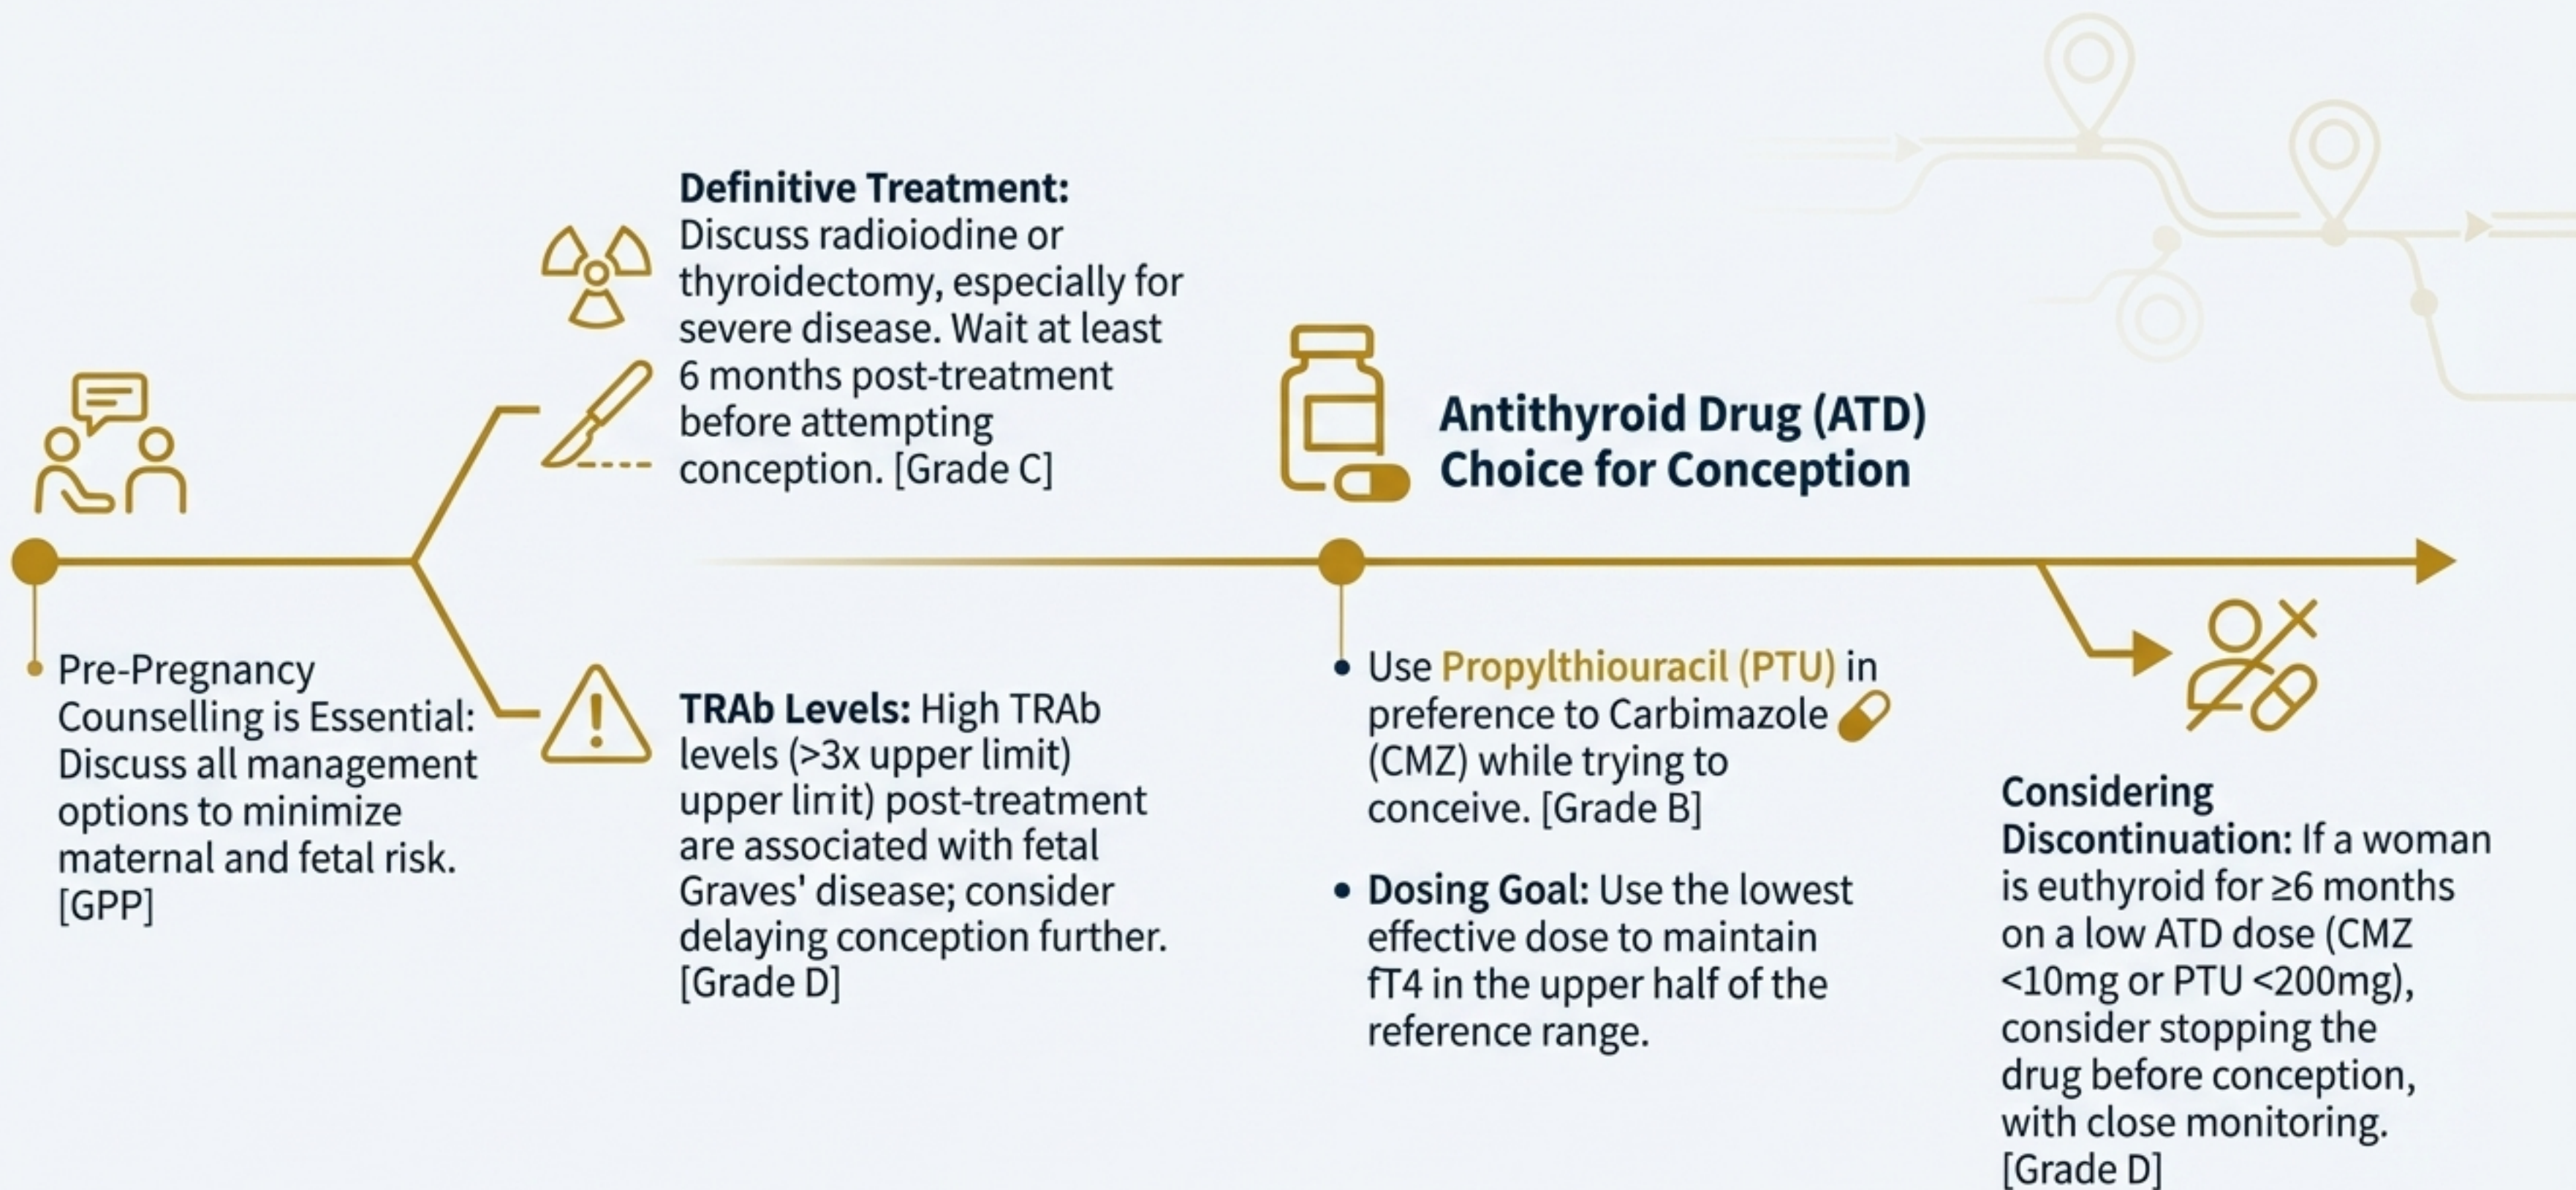 Definitive Treatment:
Discuss radioiodine or
thyroidectomy, especially for
severe disease. Wait at least
6 months post-treatment
before attempting
conception. [Grade C]
Antithyroid Drug (ATD)
Choice for Conception
Pre-Pregnancy
Counselling is Essential:
Discuss all management
options to minimize
maternal and fetal risk.
[GPP]
TRAb Levels: High TRAb
levels (>3x upper limit)
upper limit) post-treatment
are associated with fetal
Graves' disease; consider
delaying conception further.
[Grade D]
• Use Propylthiouracil (PTU) in
preference to Carbimazole
(CMZ) while trying to
conceive. [Grade B]
• Dosing Goal: Use the lowest
effective dose to maintain
fT4 in the upper half of the
reference range.
Considering
Discontinuation: If a woman
is euthyroid for ≥6 months
on a low ATD dose (CMZ
<10mg or PTU <200mg),
consider stopping the
drug before conception,
with close monitoring.
[Grade D]